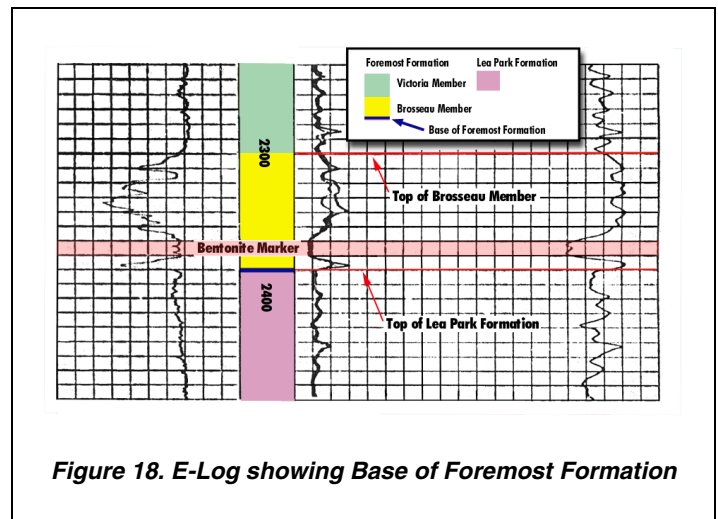 Foremost Formation
Lea Park Formation
Victoria Member
Brosseau Member
Base of Foremost Formation
2300
Top of Brosseau Member
Bentonite Marker
2400
Top of Lea Park Formation
Figure 18. E-Log showing Base of Foremost Formation